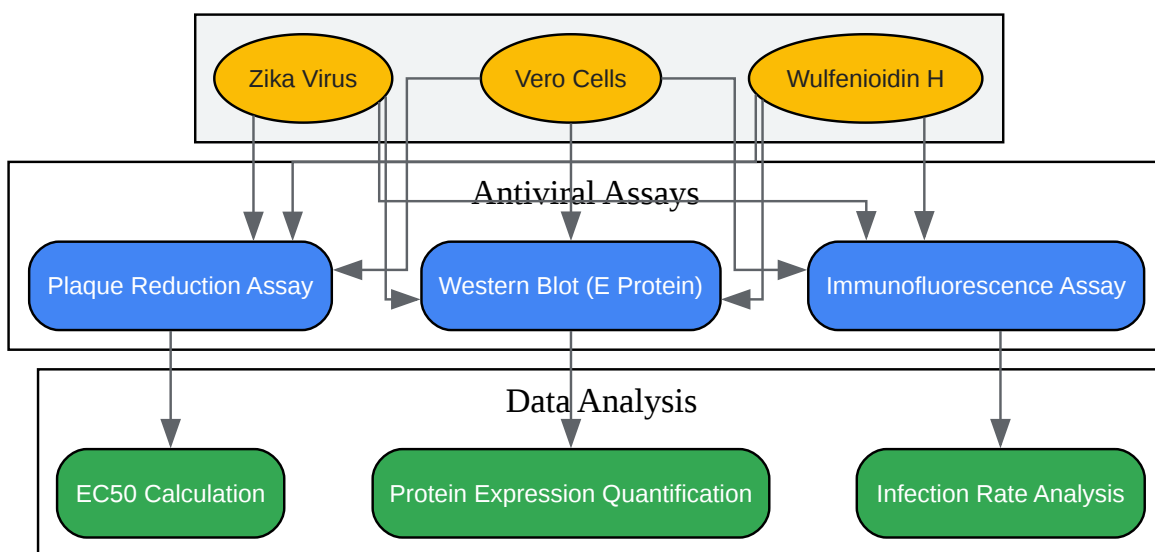 Zika Virus
Vero Cells
Wulfenioidin H
Antiviral Assays
Plaque Reduction Assay
Western Blot (E Protein)
Immunofluorescence Assay
Data Analysis
EC50 Calculation
Protein Expression Quantification
Infection Rate Analysis